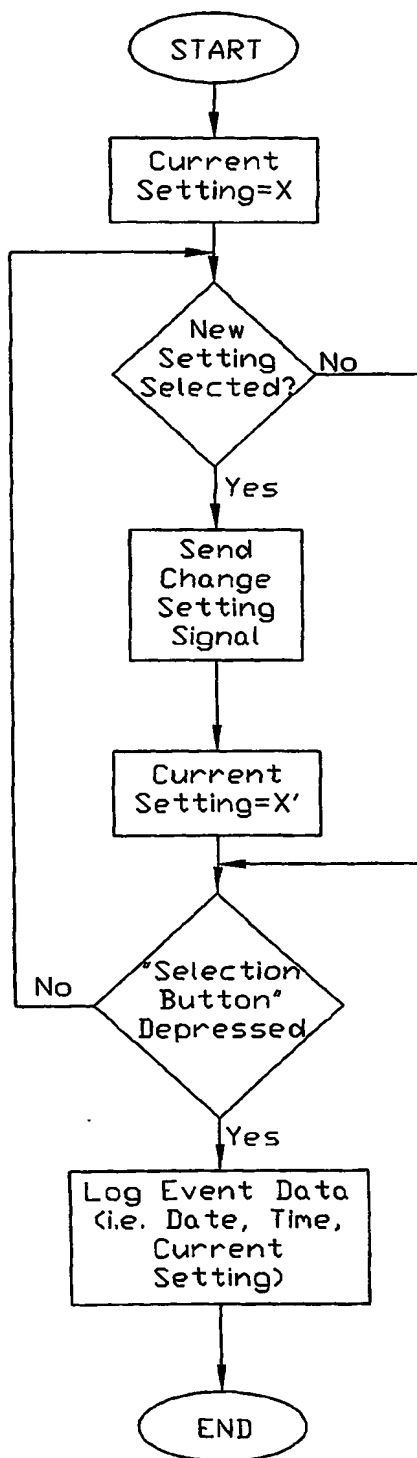 START
Current
Setting=X
New
Setting
Selected?
No
Yes
Send
Change
Setting
Signal
Current
Setting=X'
"Selection
Button"
Depressed
No
Yes
Log Event Data
(i.e. Date, Time,
Current
Setting)
END